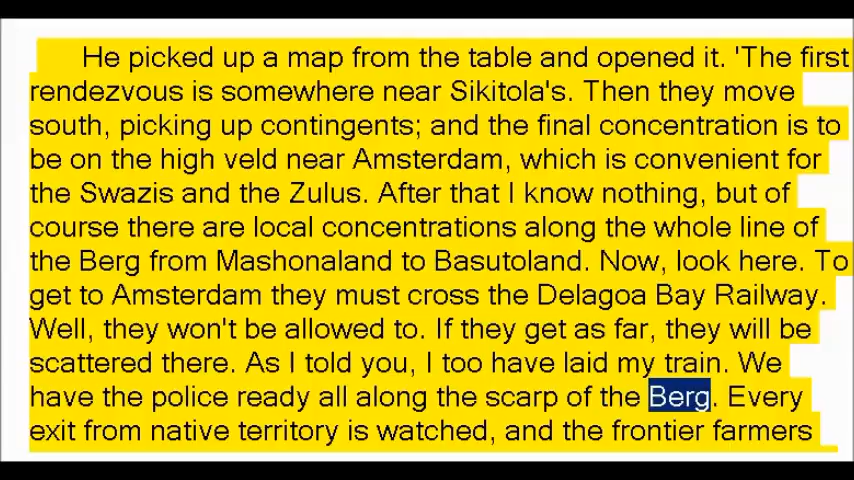 He picked up a map from the table and opened it. 'The first
rendezvous is somewhere near Sikitola's. Then they move
south, picking up contingents; and the final concentration is to
be on the high veld near Amsterdam, which is convenient for
the Swazis and the Zulus. After that I know nothing, but of
course there are local concentrations along the whole line of
the Berg from Mashonaland to Basutoland. Now, look here. To
get to Amsterdam they must cross the Delagoa Bay Railway.
Well, they won't be allowed to. If they get as far, they will be
scattered there. As I told you, I too have laid my train. We
have the police ready all along the scarp of the Berg. Every
exit from native territory is watched, and the frontier farmers